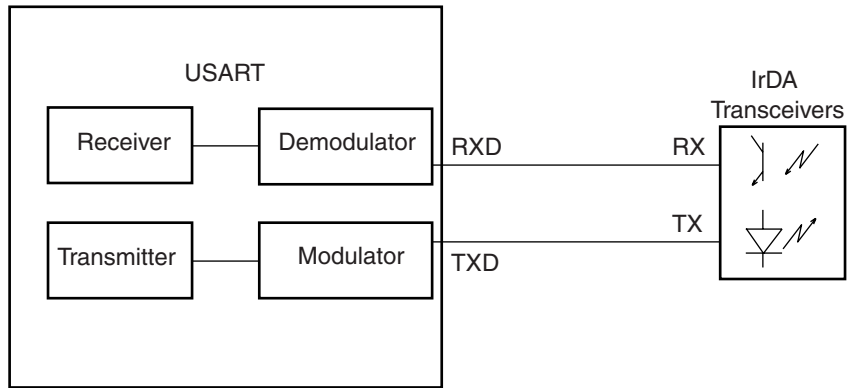 USART
IrDA
Transceivers
Receiver
Demodulator
RXD
RX
Transmitter
Modulator
TXD
TX